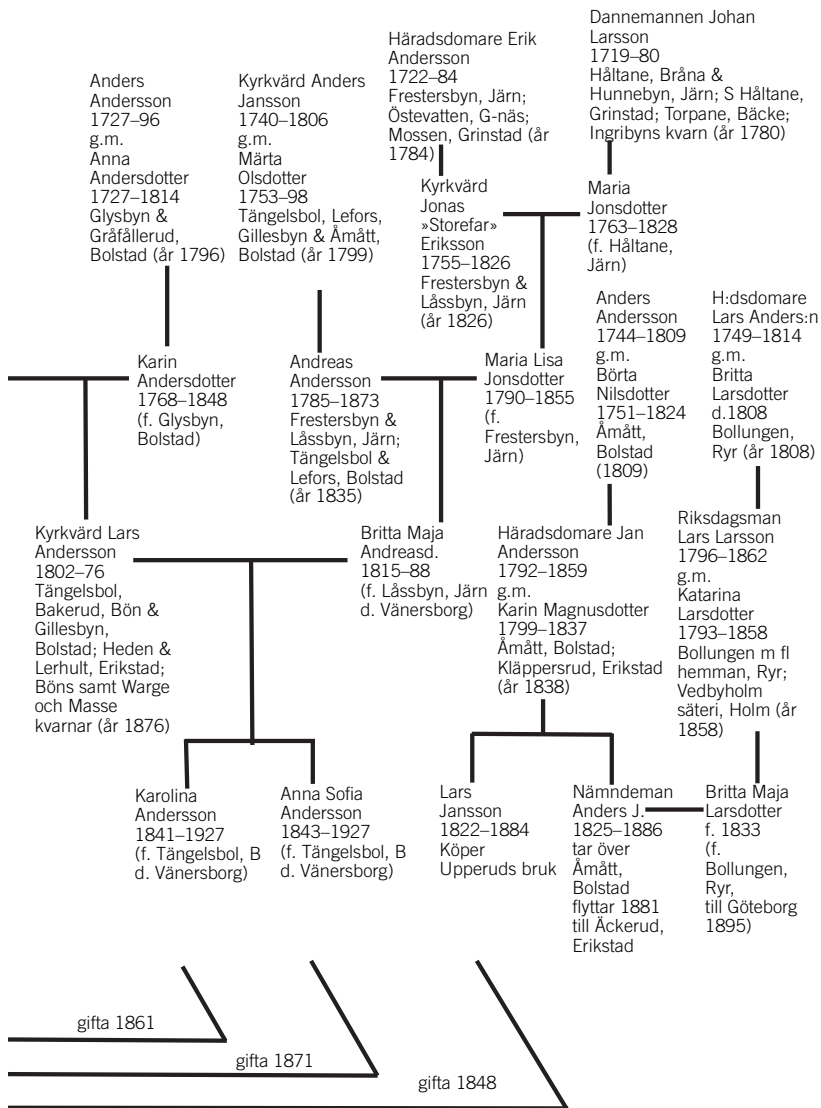 Dannemannen Johan
Larsson
1719–80
Håltane, Bråna &
Hunnebyn, Järn; S Håltane,
Grinstad; Torpane, Bäcke;
Ingribyns kvarn (år 1780)
Häradsdomare Erik
Andersson
1722–84
Frestersbyn, Järn;
Östevatten, G-näs;
Mossen, Grinstad (år
1784)
Anders
Andersson
1727–96
g.m.
Anna
Andersdotter
1727–1814
Glysbyn &
Gråfållerud,
Bolstad (år 1796)
Kyrkvärd Anders
Jansson
1740–1806
g.m.
Märta
Olsdotter
1753–98
Tängelsbol, Lefors,
Gillesbyn & Åmått,
Bolstad (år 1799)
Kyrkvärd
Jonas
»Storefar»
Eriksson
1755–1826
Frestersbyn &
Låssbyn, Järn
(år 1826)
Maria
Jonsdotter
1763–1828
(f. Håltane,
Järn)
Anders
Andersson
1744–1809
g.m.
Börta
Nilsdotter
1751–1824
Åmått,
Bolstad
(1809)
H:dsdomare
Lars Anders:n
1749–1814
g.m.
Britta
Larsdotter
d.1808
Bollungen,
Ryr (år 1808)
Karin
Andersdotter
1768–1848
(f. Glysbyn,
Bolstad)
Andreas
Andersson
1785–1873
Frestersbyn &
Låssbyn, Järn;
Tängelsbol &
Lefors, Bolstad
(år 1835)
Maria Lisa
Jonsdotter
1790–1855
(f.
Frestersbyn,
Järn)
Kyrkvärd Lars
Andersson
1802–76
Tängelsbol,
Bakerud, Bön &
Gillesbyn,
Bolstad; Heden &
Lerhult, Erikstad;
Böns samt Warge
och Masse
kvarnar (år 1876)
Britta Maja
Andreasd.
1815–88
(f. Låssbyn, Järn
d. Vänersborg)
Häradsdomare Jan
Andersson
1792–1859
g.m.
Karin Magnusdotter
1799–1837
Åmått, Bolstad;
Kläppersrud, Erikstad
(år 1838)
Riksdagsman
Lars Larsson
1796–1862
g.m.
Katarina
Larsdotter
1793–1858
Bollungen m fl
hemman, Ryr;
Vedbyholm
säteri, Holm (år
1858)
Karolina
Andersson
1841–1927
(f. Tängelsbol, B
d. Vänersborg)
Anna Sofia
Andersson
1843–1927
(f. Tängelsbol, B
d. Vänersborg)
Lars
Jansson
1822–1884
Köper
Upperuds bruk
Nämndeman
Anders J.
1825–1886
tar över
Åmått,
Bolstad
flyttar 1881
till Äckerud,
Erikstad
Britta Maja
Larsdotter
f. 1833
(f.
Bollungen,
Ryr,
till Göteborg
1895)
gifta 1861
gifta 1871
gifta 1848